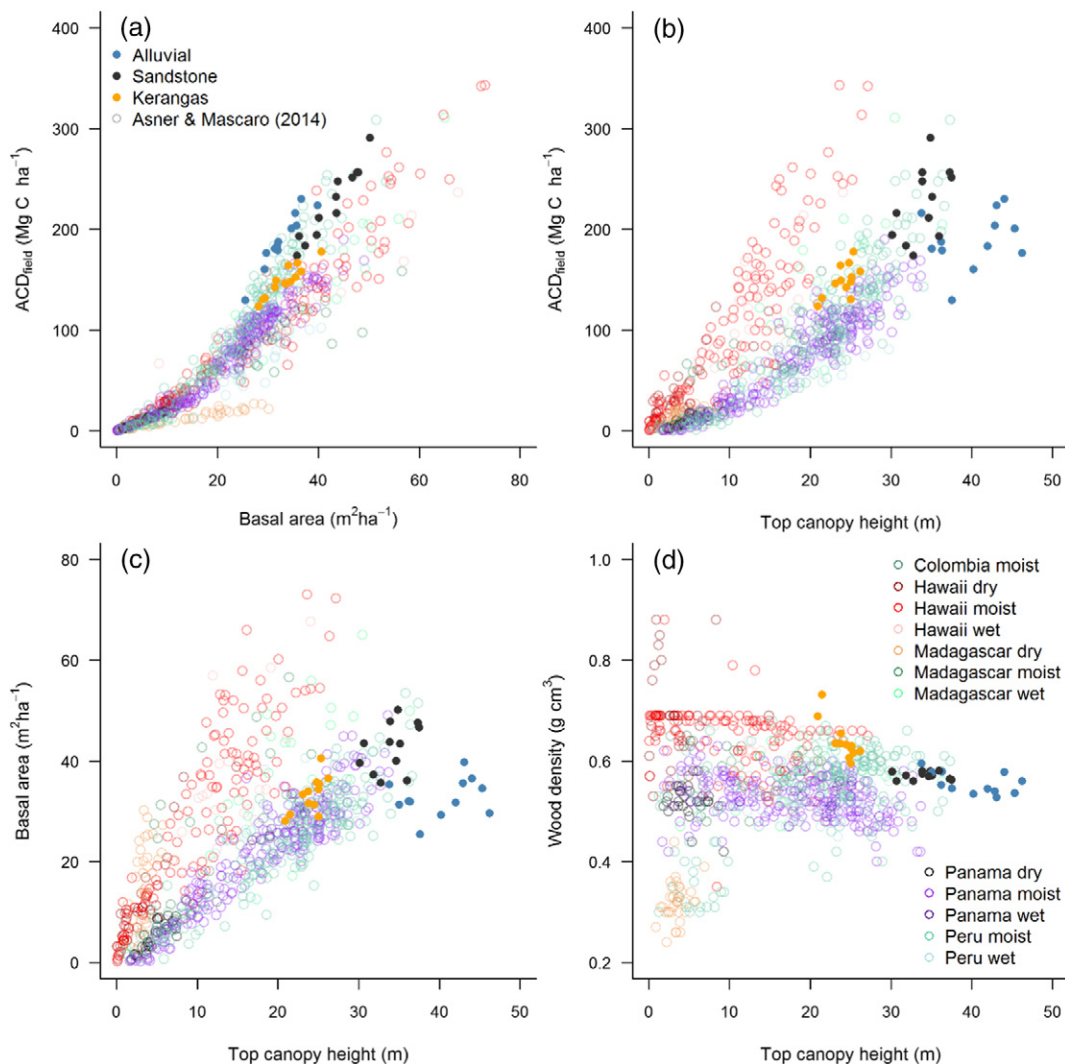 (a)
400
300
200
100
0
ACD_field (Mg C ha⁻¹)
Alluvial
Sandstone
Kerangas
Asner & Mascaro (2014)
0 20 40 60 80
Basal area (m²ha⁻¹)
(b)
400
300
200
100
0
ACD_field (Mg C ha⁻¹)
0 10 20 30 40 50
Top canopy height (m)
(c)
80
60
40
20
0
Basal area (m²ha⁻¹)
0 10 20 30 40 50
Top canopy height (m)
(d)
1.0
0.8
0.6
0.4
0.2
Wood density (g cm³)
Colombia moist
Hawaii dry
Hawaii moist
Hawaii wet
Madagascar dry
Madagascar moist
Madagascar wet
Panama dry
Panama moist
Panama wet
Peru moist
Peru wet
0 10 20 30 40 50
Top canopy height (m)